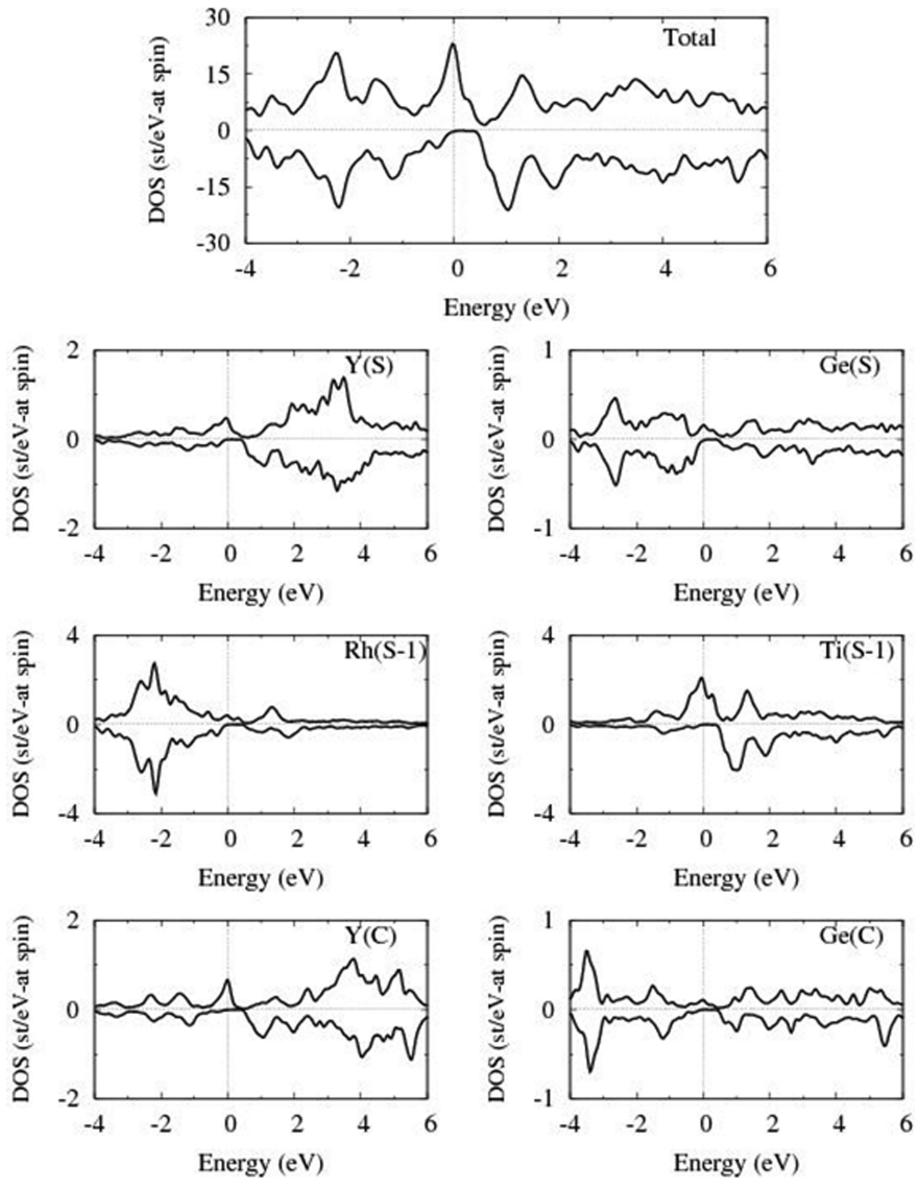 Total
DOS (st/eV-at spin)
30
15
0
-15
-30
-4 -2 0 2 4 6
Energy (eV)
Y(S)
DOS (st/eV-at spin)
2
0
-2
-4 -2 0 2 4 6
Energy (eV)
Ge(S)
DOS (st/eV-at spin)
1
0
-1
-4 -2 0 2 4 6
Energy (eV)
Rh(S-1)
DOS (st/eV-at spin)
4
2
0
-2
-4
-4 -2 0 2 4 6
Energy (eV)
Ti(S-1)
DOS (st/eV-at spin)
4
2
0
-2
-4
-4 -2 0 2 4 6
Energy (eV)
Y(C)
DOS (st/eV-at spin)
2
0
-2
-4 -2 0 2 4 6
Energy (eV)
Ge(C)
DOS (st/eV-at spin)
1
0
-1
-4 -2 0 2 4 6
Energy (eV)